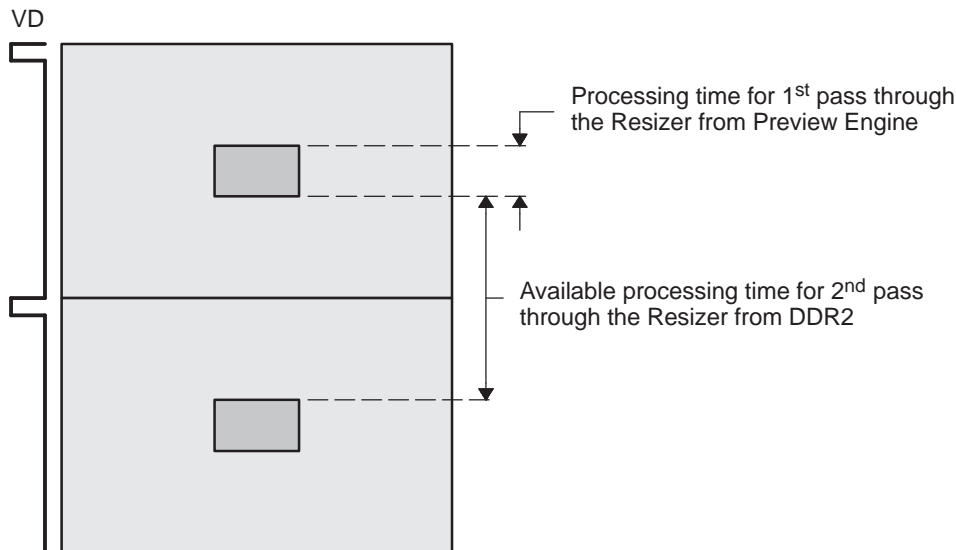 VD
Processing time for 1st pass through
the Resizer from Preview Engine
Available processing time for 2nd pass
through the Resizer from DDR2